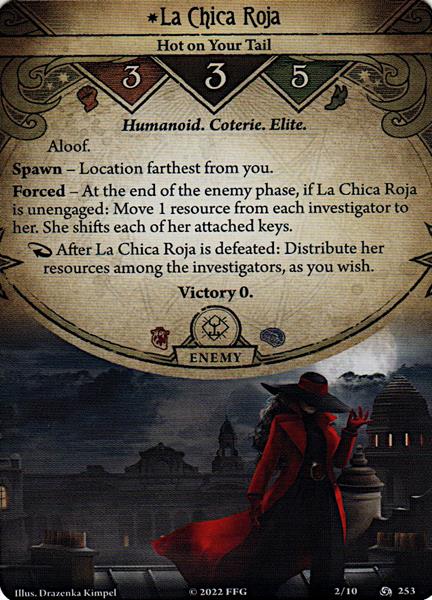 *La Chica Roja
Hot on Your Tail
3 3 5
Humanoid. Coterie. Elite.
Aloof.
Spawn – Location farthest from you.
Forced – At the end of the enemy phase, if La Chica Roja
is unengaged: Move 1 resource from each investigator to
her. She shifts each of her attached keys.
After La Chica Roja is defeated: Distribute her
resources among the investigators, as you wish.
Victory 0.
ENEMY
Illus. Drazenka Kimpel © 2022 FFG 2/10 253